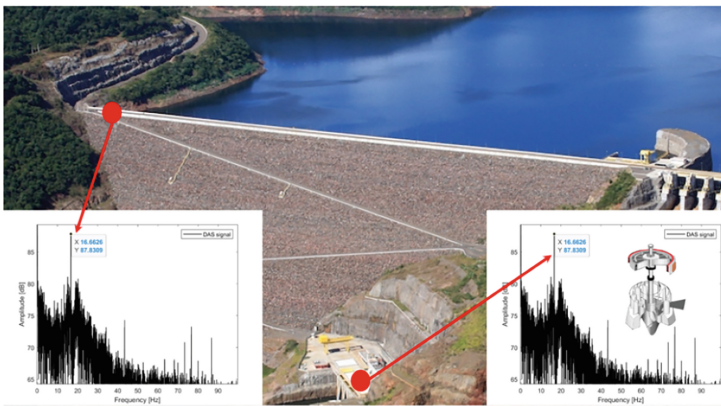 DAS signal
X 16.6626
Y 87.8309
85
80
75
70
65
Amplitude [dB]
0 10 20 30 40 50 60 70 80 90
Frequency [Hz]
DAS signal
X 16.6626
Y 87.8309
85
80
75
70
65
Amplitude [dB]
0 10 20 30 40 50 60 70 80 90
Frequency [Hz]